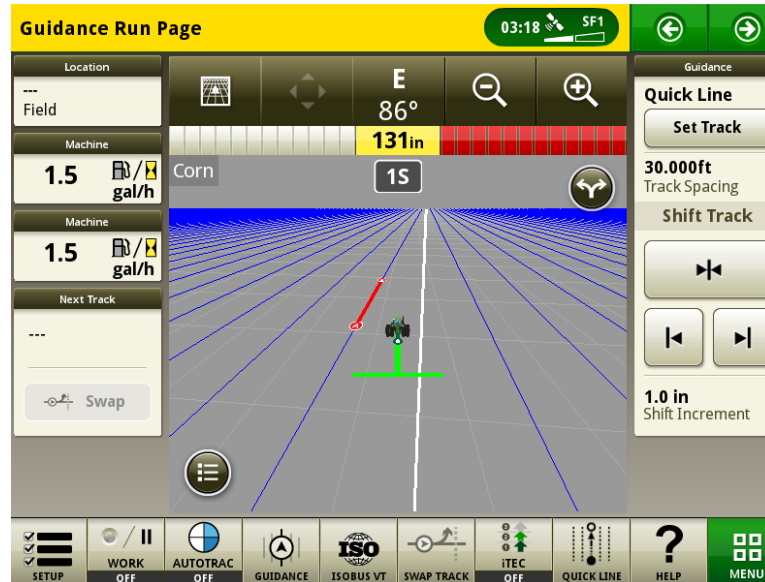 Guidance Run Page
03:18
SF1
Location
---
Field
Machine
1.5
gal/h
Machine
1.5
gal/h
Next Track
---
Swap
E
86°
131in
Corn
1S
Guidance
Quick Line
Set Track
30.000ft
Track Spacing
Shift Track
1.0 in
Shift Increment
SETUP
WORK
OFF
AUTOTRAC
OFF
GUIDANCE
ISO
ISOBUS VT
SWAP TRACK
iTEC
OFF
QUICK LINE
?
HELP
MENU